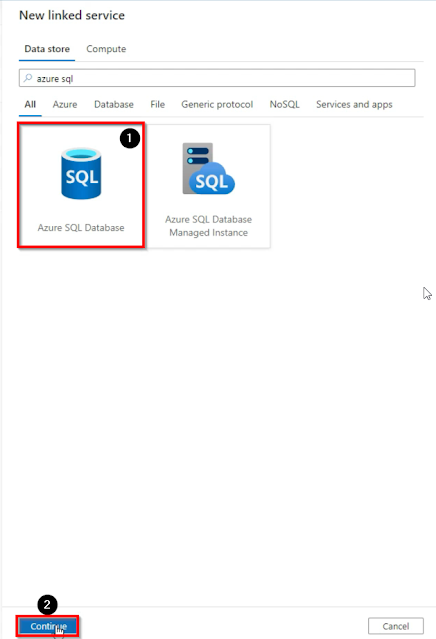 New linked service
Data store Compute
azure sql
All Azure Database File Generic protocol NoSQL Services and apps
1
SQL
SQL
Azure SQL Database
Azure SQL Database
Managed Instance
2
Continue
Cancel